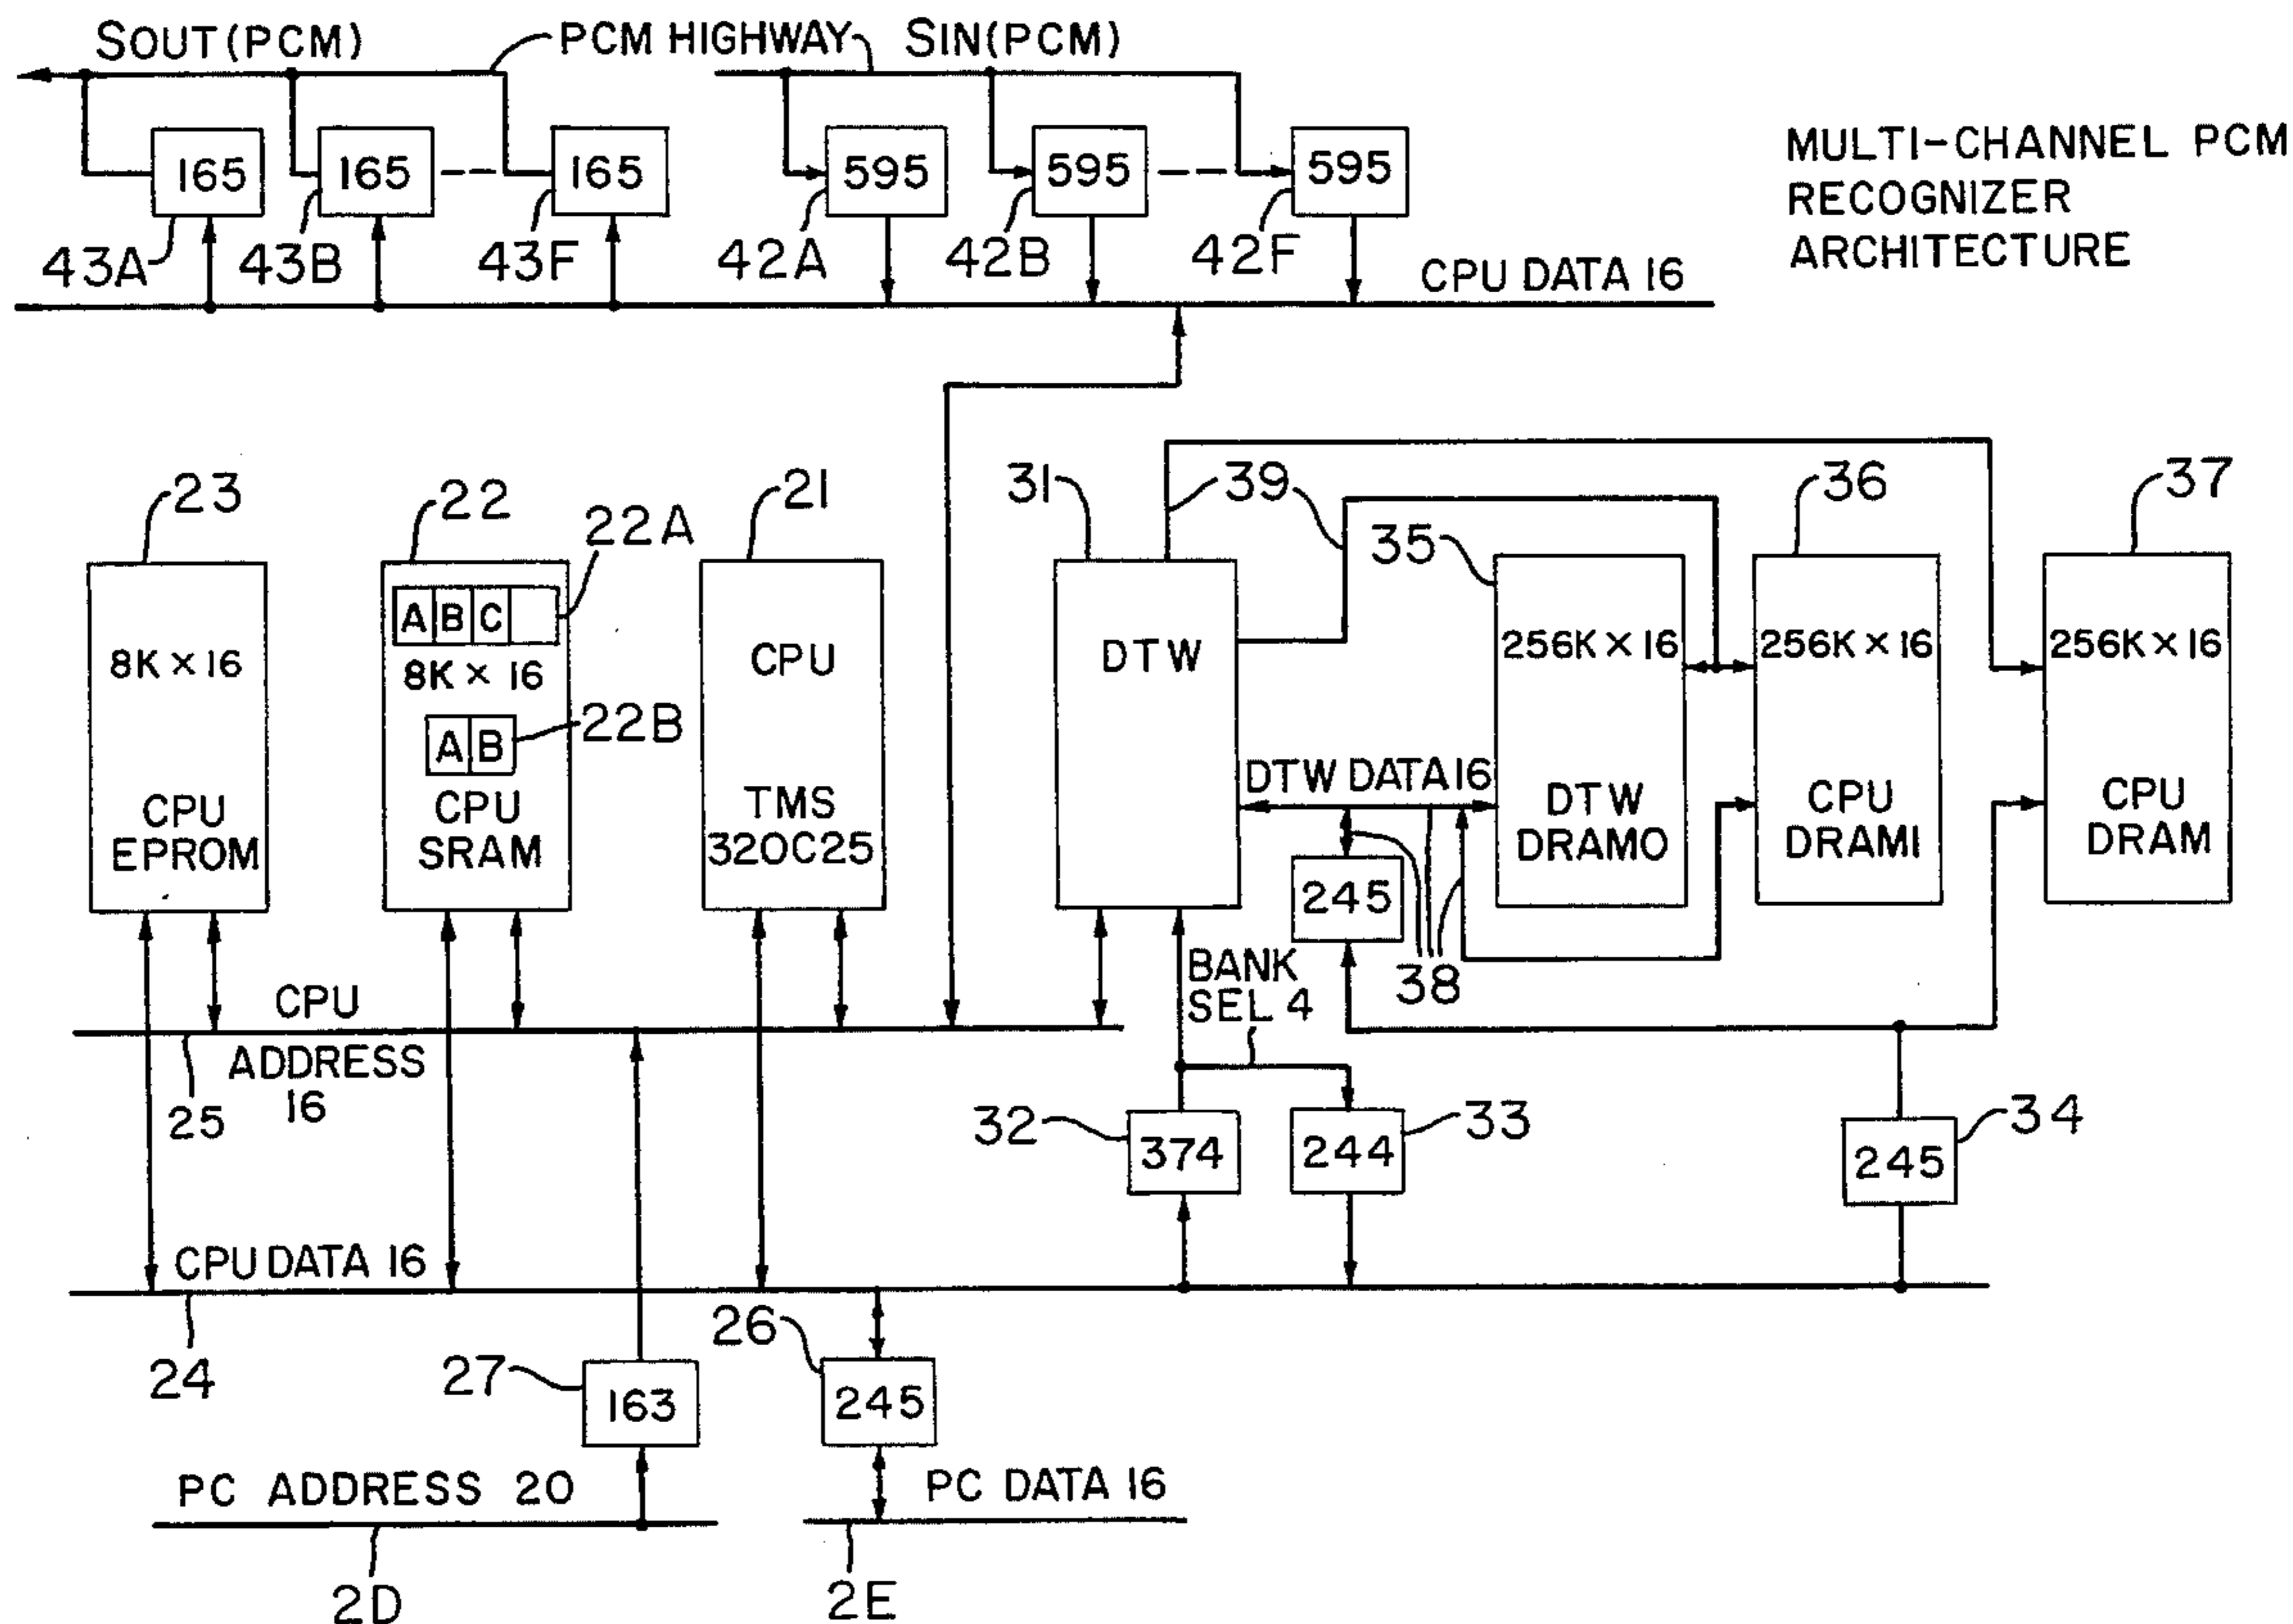 SOUT (PCM)
PCM HIGHWAY
SIN(PCM)
165
165
165
595
595
595
MULTI-CHANNEL PCM
RECOGNIZER
ARCHITECTURE
43A
43B
43F
42A
42B
42F
CPU DATA 16
23
22
22A
21
31
39
35
36
37
A B C
8K × 16
8K × 16
CPU
DTW
256K × 16
256K × 16
256K × 16
A B
22B
CPU
EPROM
CPU
SRAM
TMS
320C25
DTW DATA 16
DTW
DRAMO
CPU
DRAMI
CPU
DRAM
245
38
BANK
SEL 4
CPU
ADDRESS
16
25
32
374
244
33
245
34
CPU DATA 16
24
27
163
26
245
PC ADDRESS 20
PC DATA 16
2D
2E